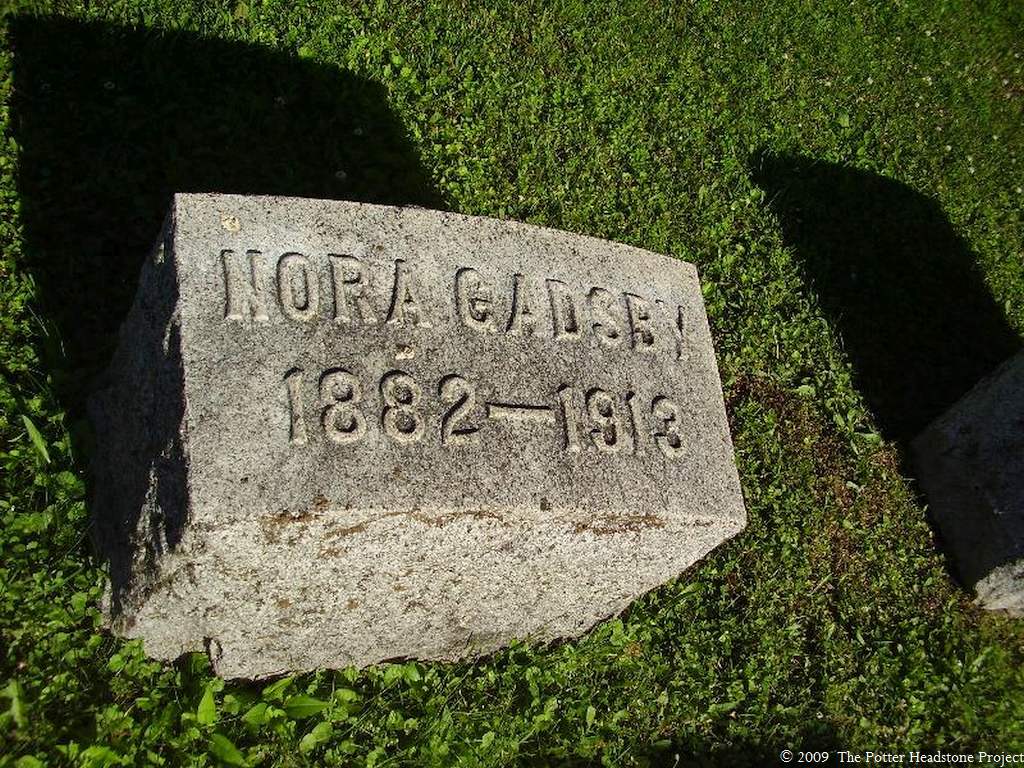 NORA GADSBY
1882—1913
© 2009 The Potter Headstone Project